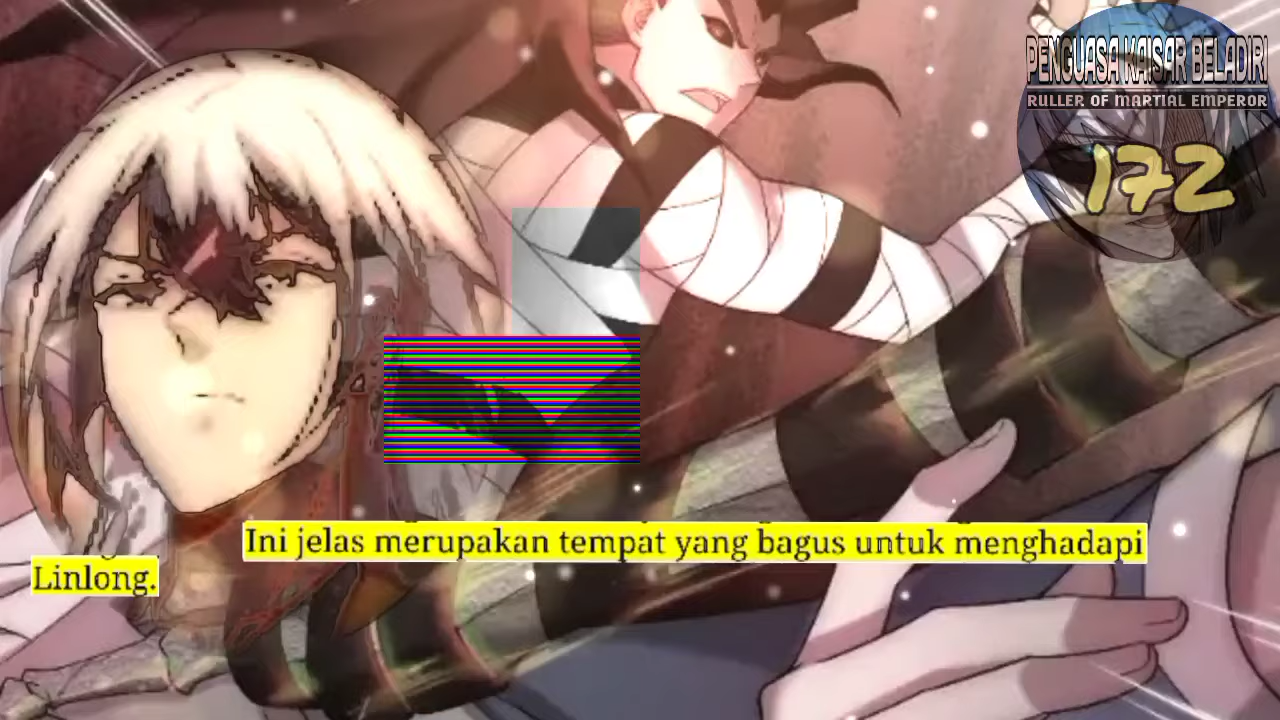 PENGUASA KAISAR BELADIRI
RULLER OF MARTIAL EMPEROR
172
Ini jelas merupakan tempat yang bagus untuk menghadapi
Linlong.